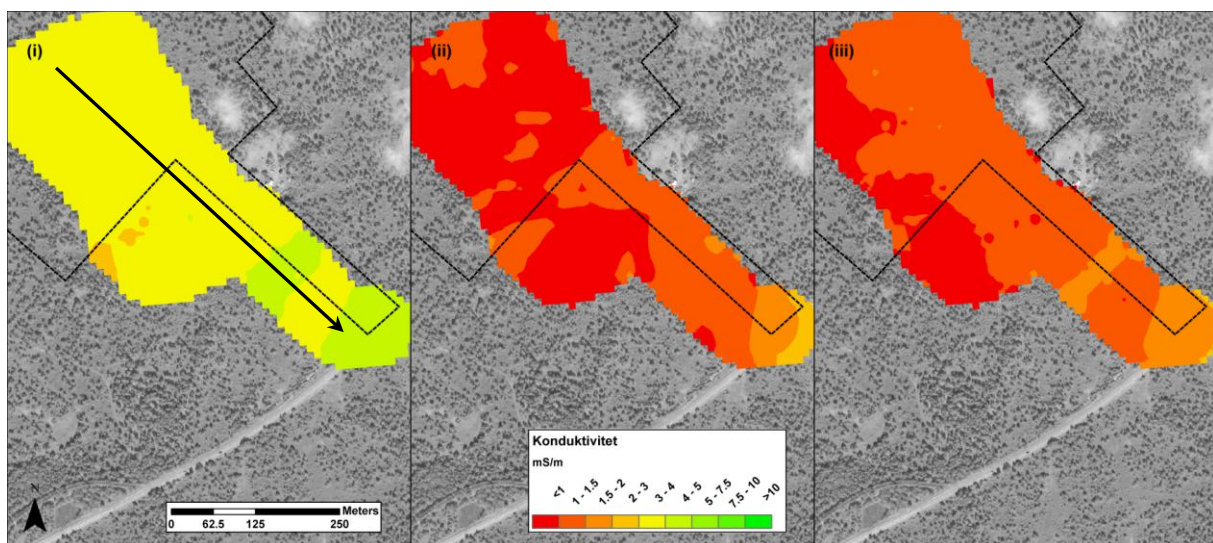 (i)
(ii)
(iii)
Konduktivitet
mS/m
<1
1 - 1.5
1.5 - 2
2 - 3
3 - 4
4 - 5
5 - 7.5
7.5 - 10
>10
N
Meters
0 62.5 125 250